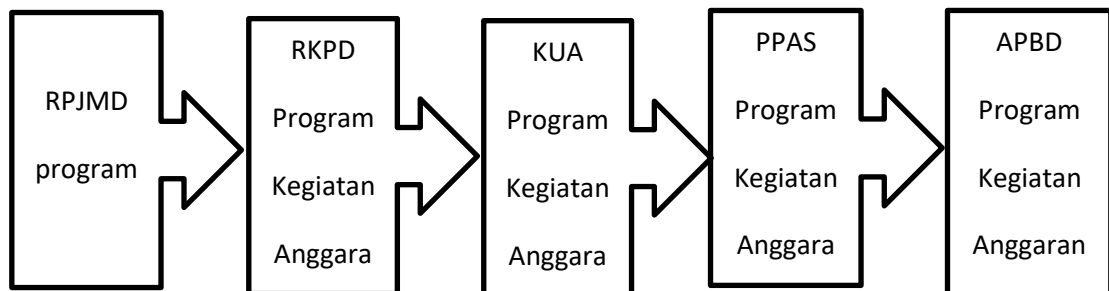 RPJMD
program
RKPD
Program
Kegiatan
Anggara
KUA
Program
Kegiatan
Anggara
PPAS
Program
Kegiatan
Anggara
APBD
Program
Kegiatan
Anggaran